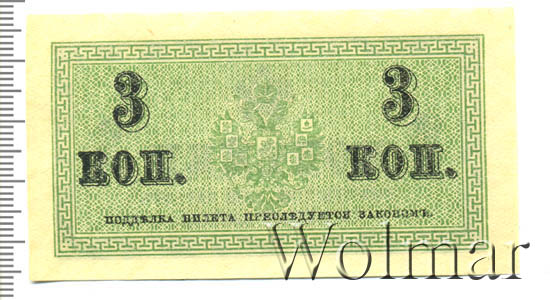 3 3
КОП. КОП.
ПОДДѢЛКА БИЛЕТА ПРЕСЛѢДУЕТСЯ ЗАКОНОМЪ.
Wolmar